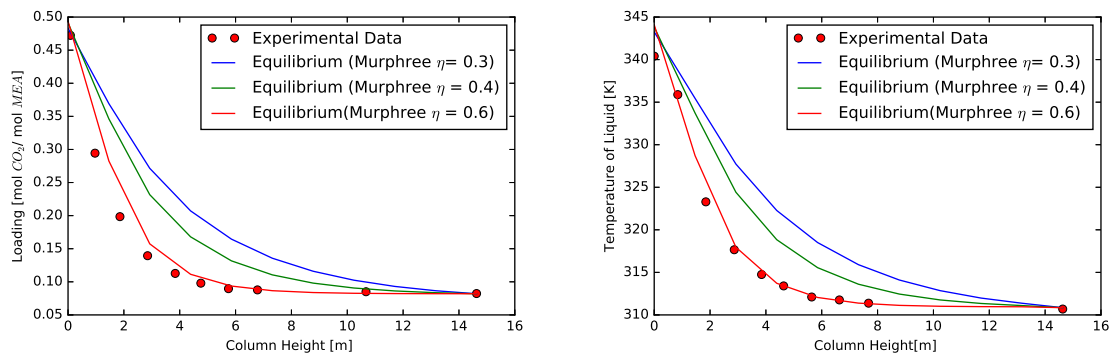 0.50
0.45
0.40
0.35
0.30
0.25
0.20
0.15
0.10
0.05
0 2 4 6 8 10 12 14 16
Column Height [m]
Loading [mol CO2/ mol MEA]
Experimental Data
Equilibrium (Murphree η= 0.3)
Equilibrium (Murphree η = 0.4)
Equilibrium(Murphree η = 0.6)
345
340
335
330
325
320
315
310
0 2 4 6 8 10 12 14 16
Column Height[m]
Temperature of Liquid [K]
Experimental Data
Equilibrium (Murphree η= 0.3)
Equilibrium (Murphree η = 0.4)
Equilibrium(Murphree η = 0.6)